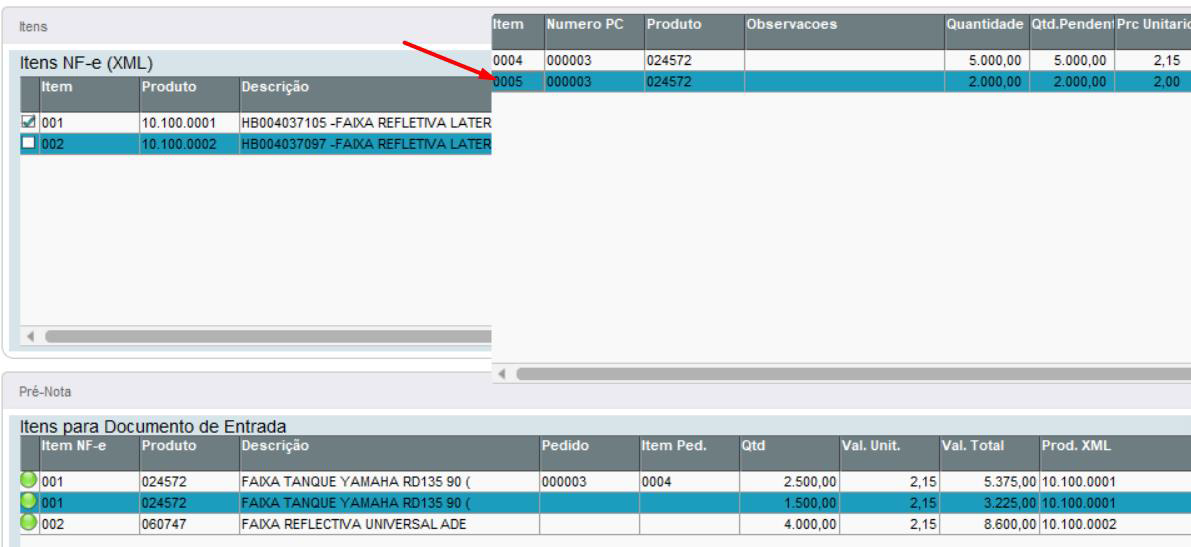 Itens
Itens NF-e (XML)
Item Produto Descrição
001 10.100.0001 HB004037105 -FAIXA REFLETIVA LATER
002 10.100.0002 HB004037097 -FAIXA REFLETIVA LATER
Item Numero PC Produto Observacoes Quantidade Qtd.Pendent Prc Unitario
0004 000003 024572 5.000,00 5.000,00 2,15
0005 000003 024572 2.000,00 2.000,00 2,00
Pré-Nota
Itens para Documento de Entrada
Item NF-e Produto Descrição Pedido Item Ped. Qtd Val. Unit. Val. Total Prod. XML
001 024572 FAIXA TANQUE YAMAHA RD135 90 ( 000003 0004 2.500,00 2,15 5.375,00 10.100.0001
001 024572 FAIXA TANQUE YAMAHA RD135 90 ( 1.500,00 2,15 3.225,00 10.100.0001
002 060747 FAIXA REFLECTIVA UNIVERSAL ADE 4.000,00 2,15 8.600,00 10.100.0002